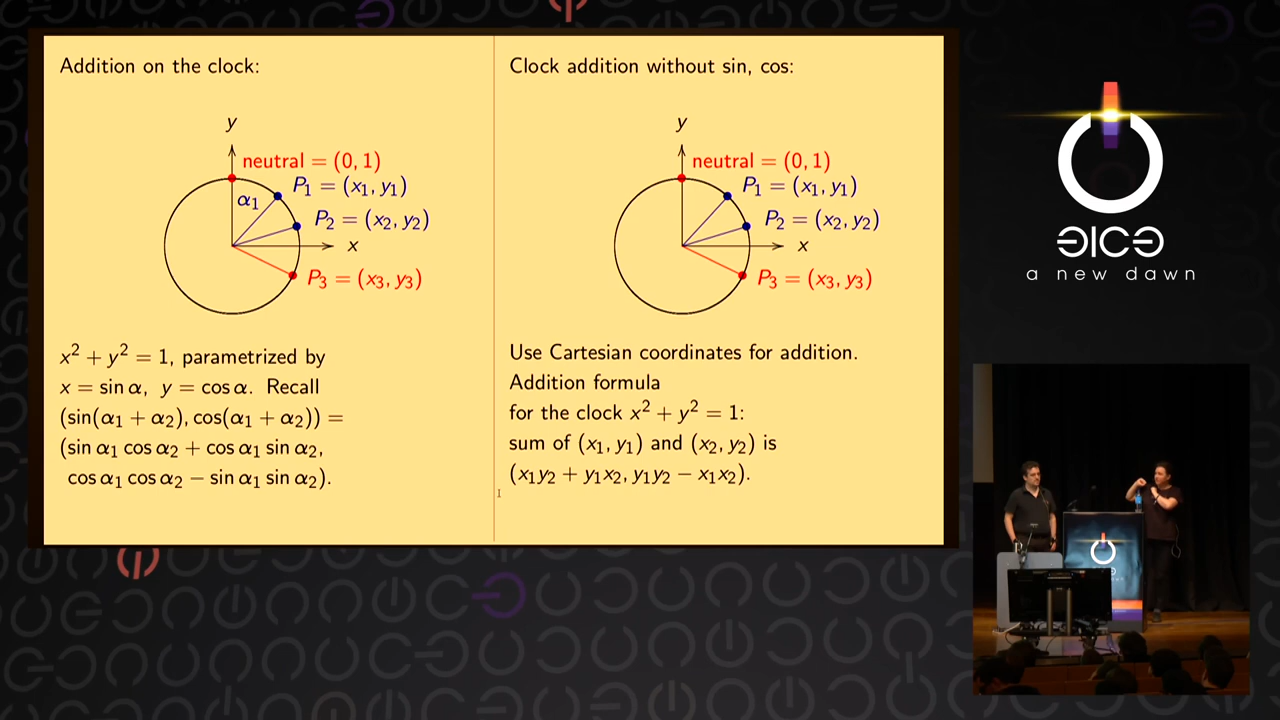 Addition on the clock:
y
neutral = (0, 1)
P₁ = (x₁, y₁)
α₁
P₂ = (x₂, y₂)
x
P₃ = (x₃, y₃)
x² + y² = 1, parametrized by
x = sin α, y = cos α. Recall
(sin(α₁ + α₂), cos(α₁ + α₂)) =
(sin α₁ cos α₂ + cos α₁ sin α₂,
cos α₁ cos α₂ − sin α₁ sin α₂).
Clock addition without sin, cos:
y
neutral = (0, 1)
P₁ = (x₁, y₁)
P₂ = (x₂, y₂)
x
P₃ = (x₃, y₃)
Use Cartesian coordinates for addition.
Addition formula
for the clock x² + y² = 1:
sum of (x₁, y₁) and (x₂, y₂) is
(x₁y₂ + y₁x₂, y₁y₂ − x₁x₂).
a new dawn